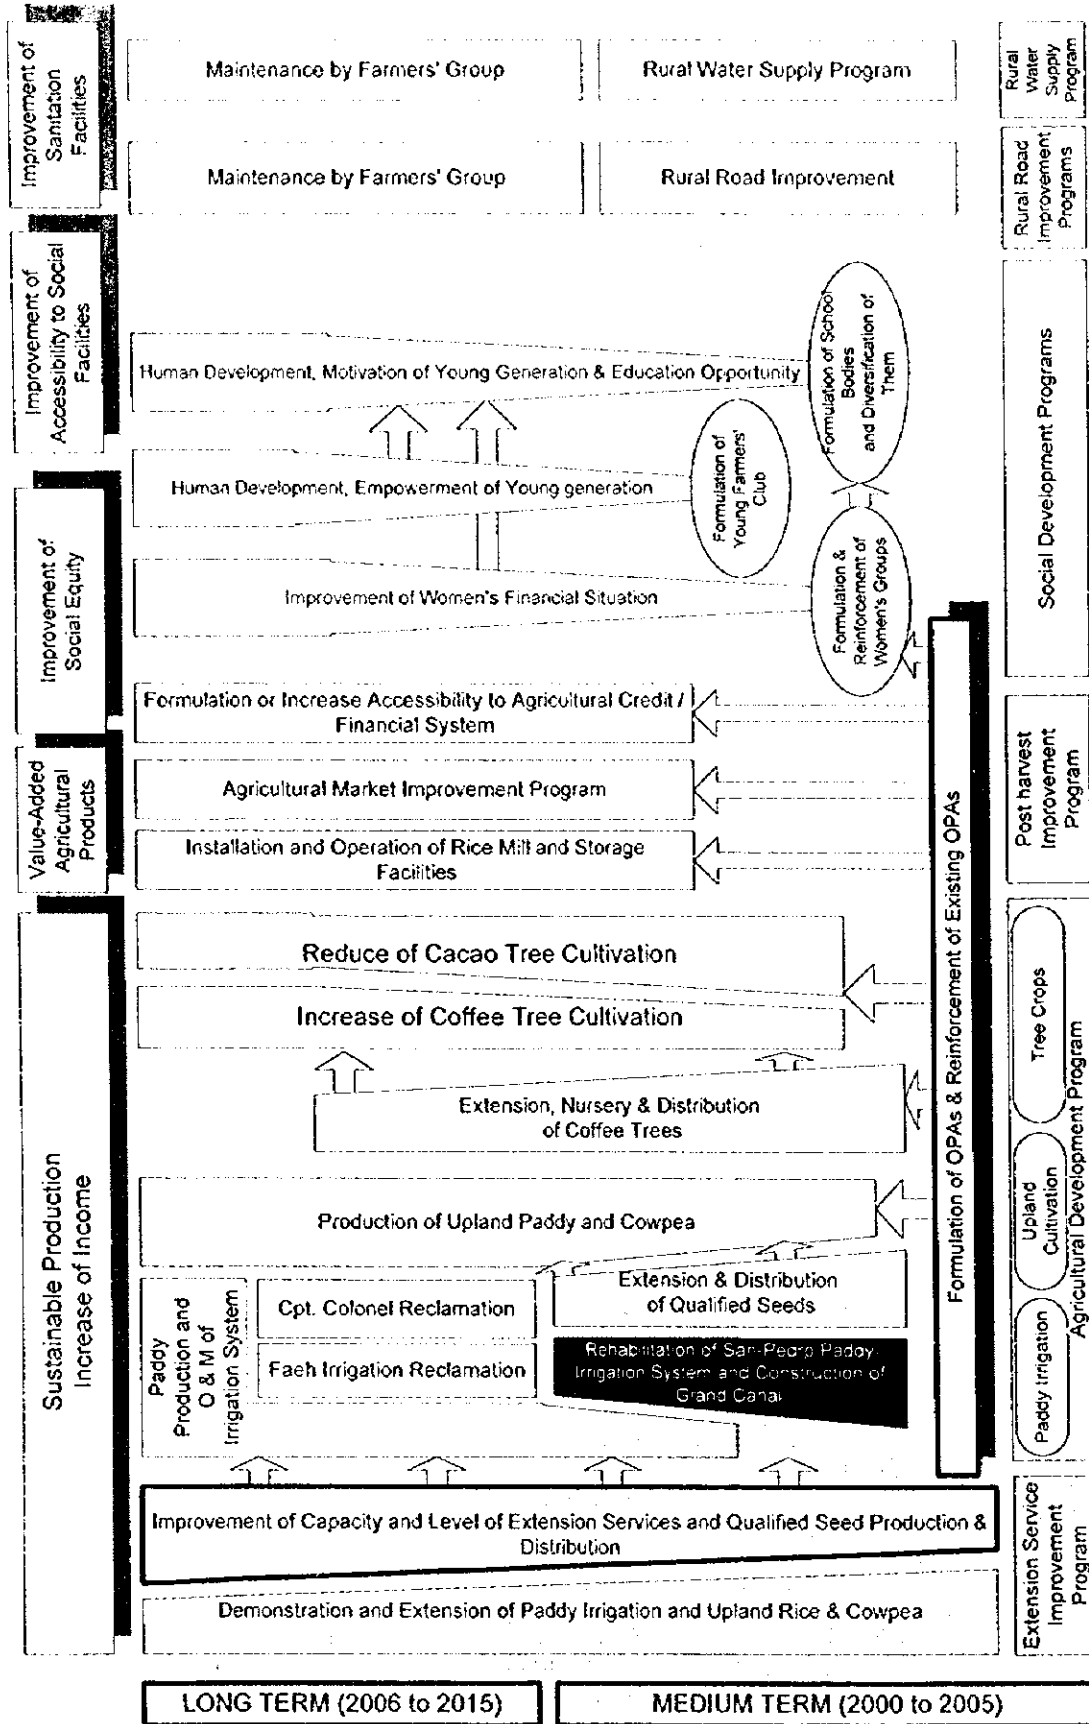 Improvement of
Sanitation
Facilities
Improvement of
Accessibility to Social
Facilities
Improvement of
Social Equity
Value-Added
Agricultural
Products
Sustainable Production
Increase of Income
Maintenance by Farmers' Group
Rural Water Supply Program
Maintenance by Farmers' Group
Rural Road Improvement
Human Development, Motivation of Young Generation & Education Opportunity
Formulation of School
Bodies
and Diversification of
Them
Human Development, Empowerment of Young generation
Formulation of
Young Farmers'
Club
Improvement of Women's Financial Situation
Formulation &
Reinforcement of
Women's Groups
Formulation or Increase Accessibility to Agricultural Credit /
Financial System
Agricultural Market Improvement Program
Installation and Operation of Rice Mill and Storage
Facilities
Reduce of Cacao Tree Cultivation
Increase of Coffee Tree Cultivation
Extension, Nursery & Distribution
of Coffee Trees
Production of Upland Paddy and Cowpea
Extension & Distribution
of Qualified Seeds
Paddy
Production and
O & M of
Irrigation System
Cpt. Colonel Reclamation
Faeh Irrigation Reclamation
Rehabilitation of San-Pedro Paddy
Irrigation System and Construction of
Grand Canal
Improvement of Capacity and Level of Extension Services and Qualified Seed Production &
Distribution
Demonstration and Extension of Paddy Irrigation and Upland Rice & Cowpea
Formulation of OPAs & Reinforcement of Existing OPAs
Rural
Water
Supply
Program
Rural Road
Improvement
Programs
Social Development Programs
Post harvest
Improvement
Program
Tree Crops
Upland
Cultivation
Paddy Irrigation
Agricultural Development Program
Extension Service
Improvement
Program
LONG TERM (2006 to 2015)
MEDIUM TERM (2000 to 2005)